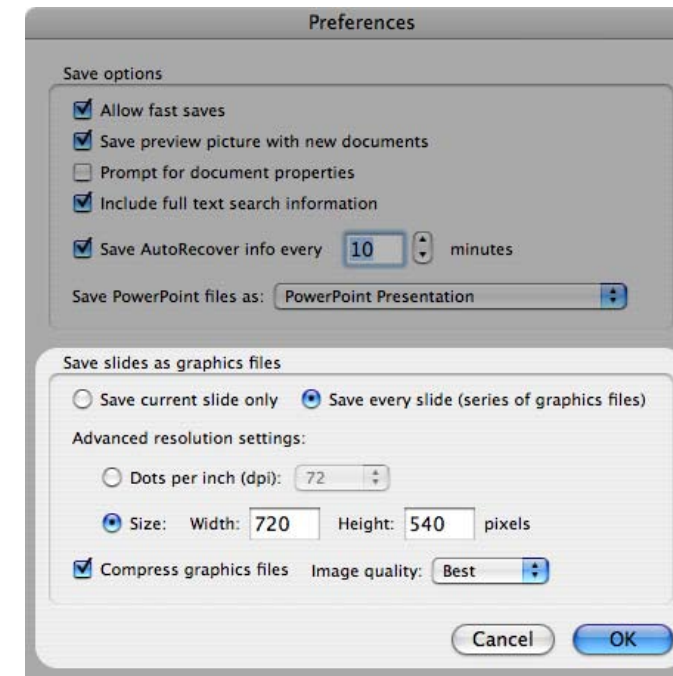 Preferences
Save options
Allow fast saves
Save preview picture with new documents
Prompt for document properties
Include full text search information
Save AutoRecover info every 10 minutes
Save PowerPoint files as: PowerPoint Presentation
Save slides as graphics files
Save current slide only Save every slide (series of graphics files)
Advanced resolution settings:
Dots per inch (dpi): 72
Size: Width: 720 Height: 540 pixels
Compress graphics files Image quality: Best
Cancel OK